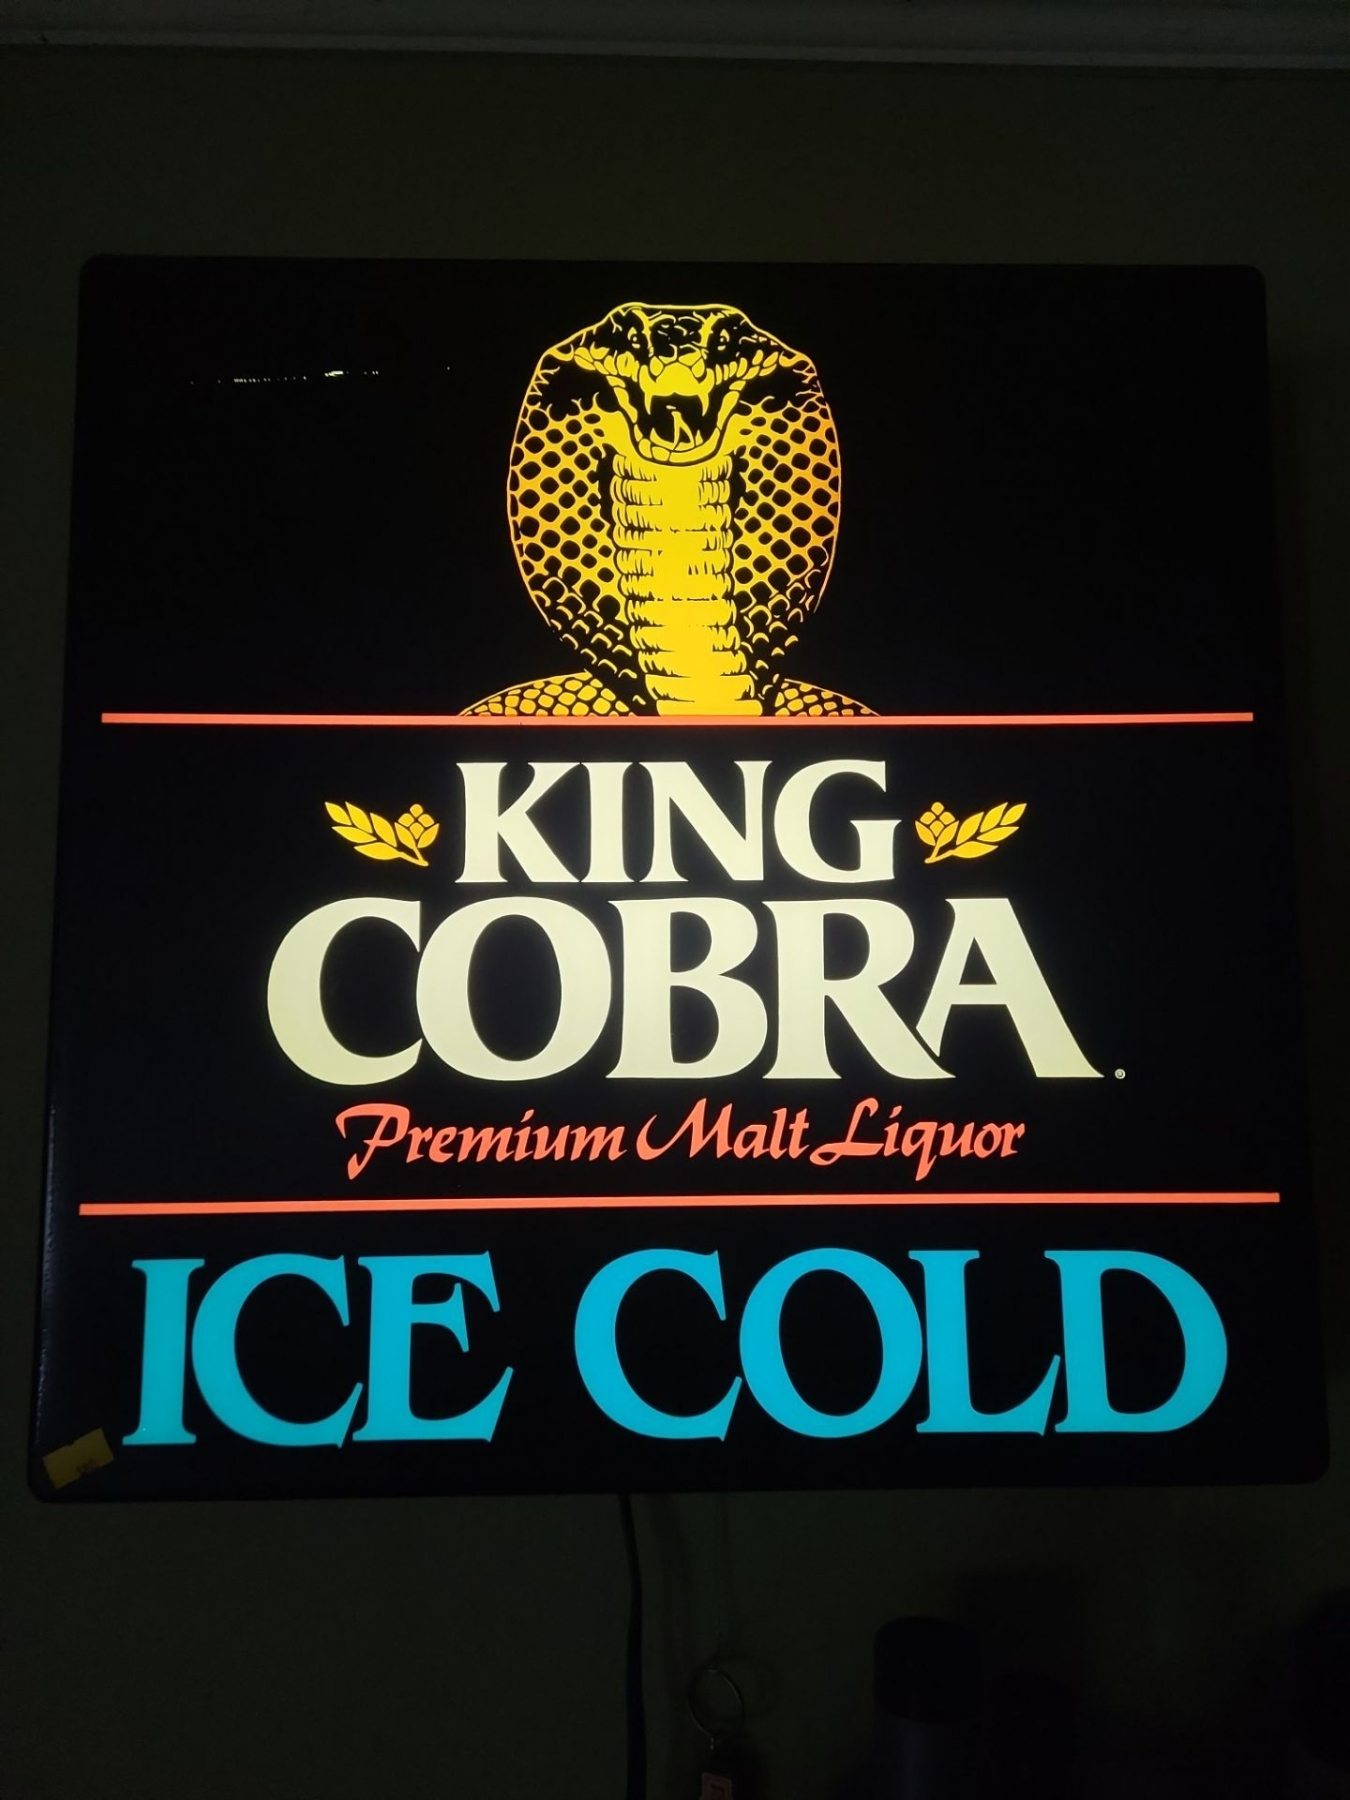 KING
COBRA®
Premium Malt Liquor
ICE COLD